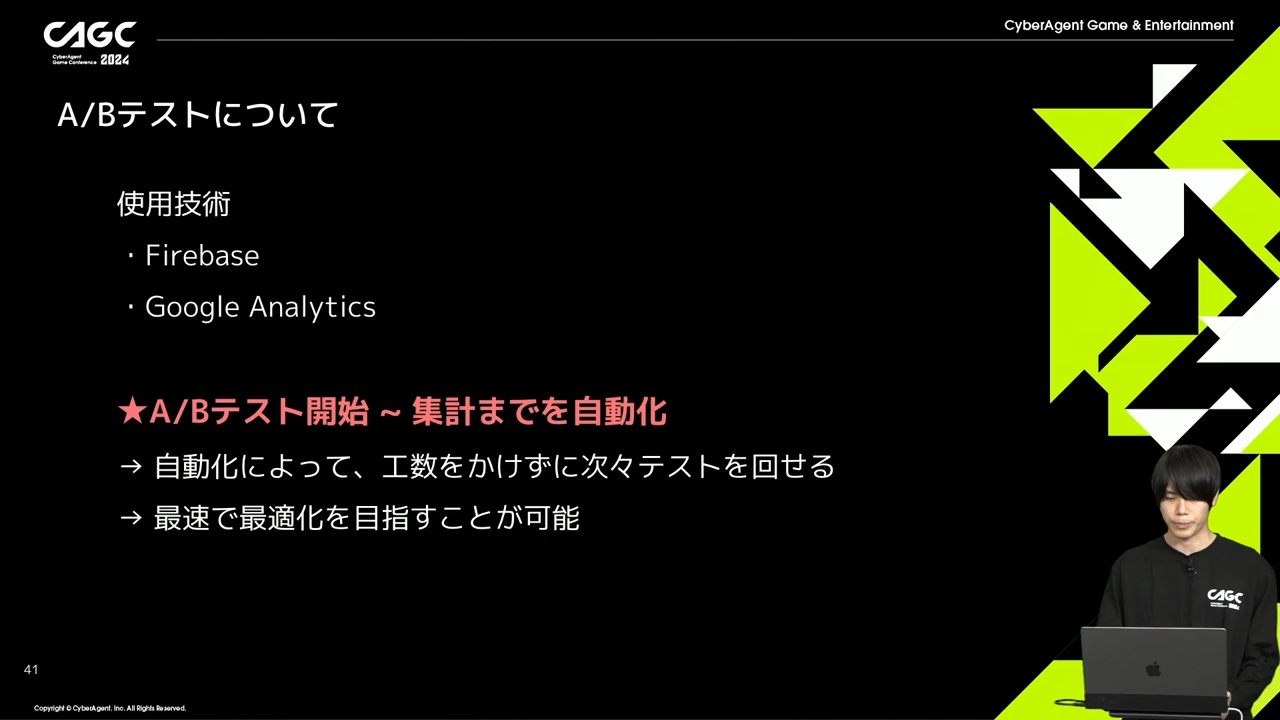 CAGC
CyberAgent
Game Conference 2024
CyberAgent Game & Entertainment
A/Bテストについて
使用技術
・Firebase
・Google Analytics
★A/Bテスト開始 ~ 集計までを自動化
→ 自動化によって、工数をかけずに次々テストを回せる
→ 最速で最適化を目指すことが可能
CAGC
41
Copyright © CyberAgent, Inc. All Rights Reserved.